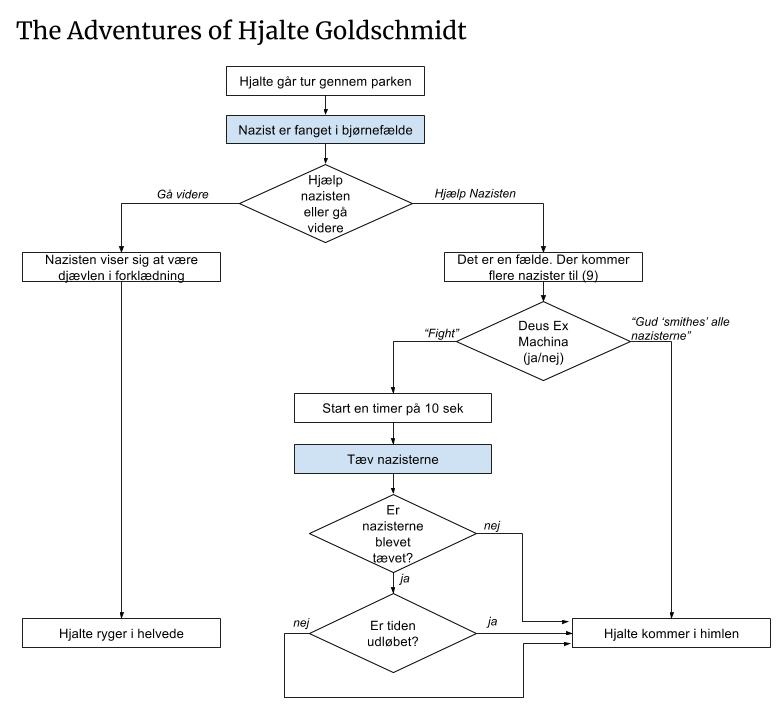 The Adventures of Hjalte Goldschmidt
Hjalte går tur gennem parken
Nazist er fanget i bjørnefælde
Hjælp
nazisten
eller gå
videre
Gå videre
Hjælp Nazisten
Nazisten viser sig at være
djævlen i forklædning
Det er en fælde. Der kommer
flere nazister til (9)
Deus Ex
Machina
(ja/nej)
“Fight”
“Gud ‘smithes’ alle
nazisterne”
Start en timer på 10 sek
Tæv nazisterne
Er
nazisterne
blevet
tævet?
nej
ja
Er tiden
udløbet?
nej
ja
Hjalte ryger i helvede
Hjalte kommer i himlen